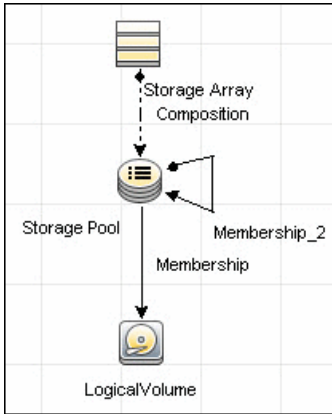 Storage Array
Composition
Storage Pool
Membership_2
Membership
LogicalVolume